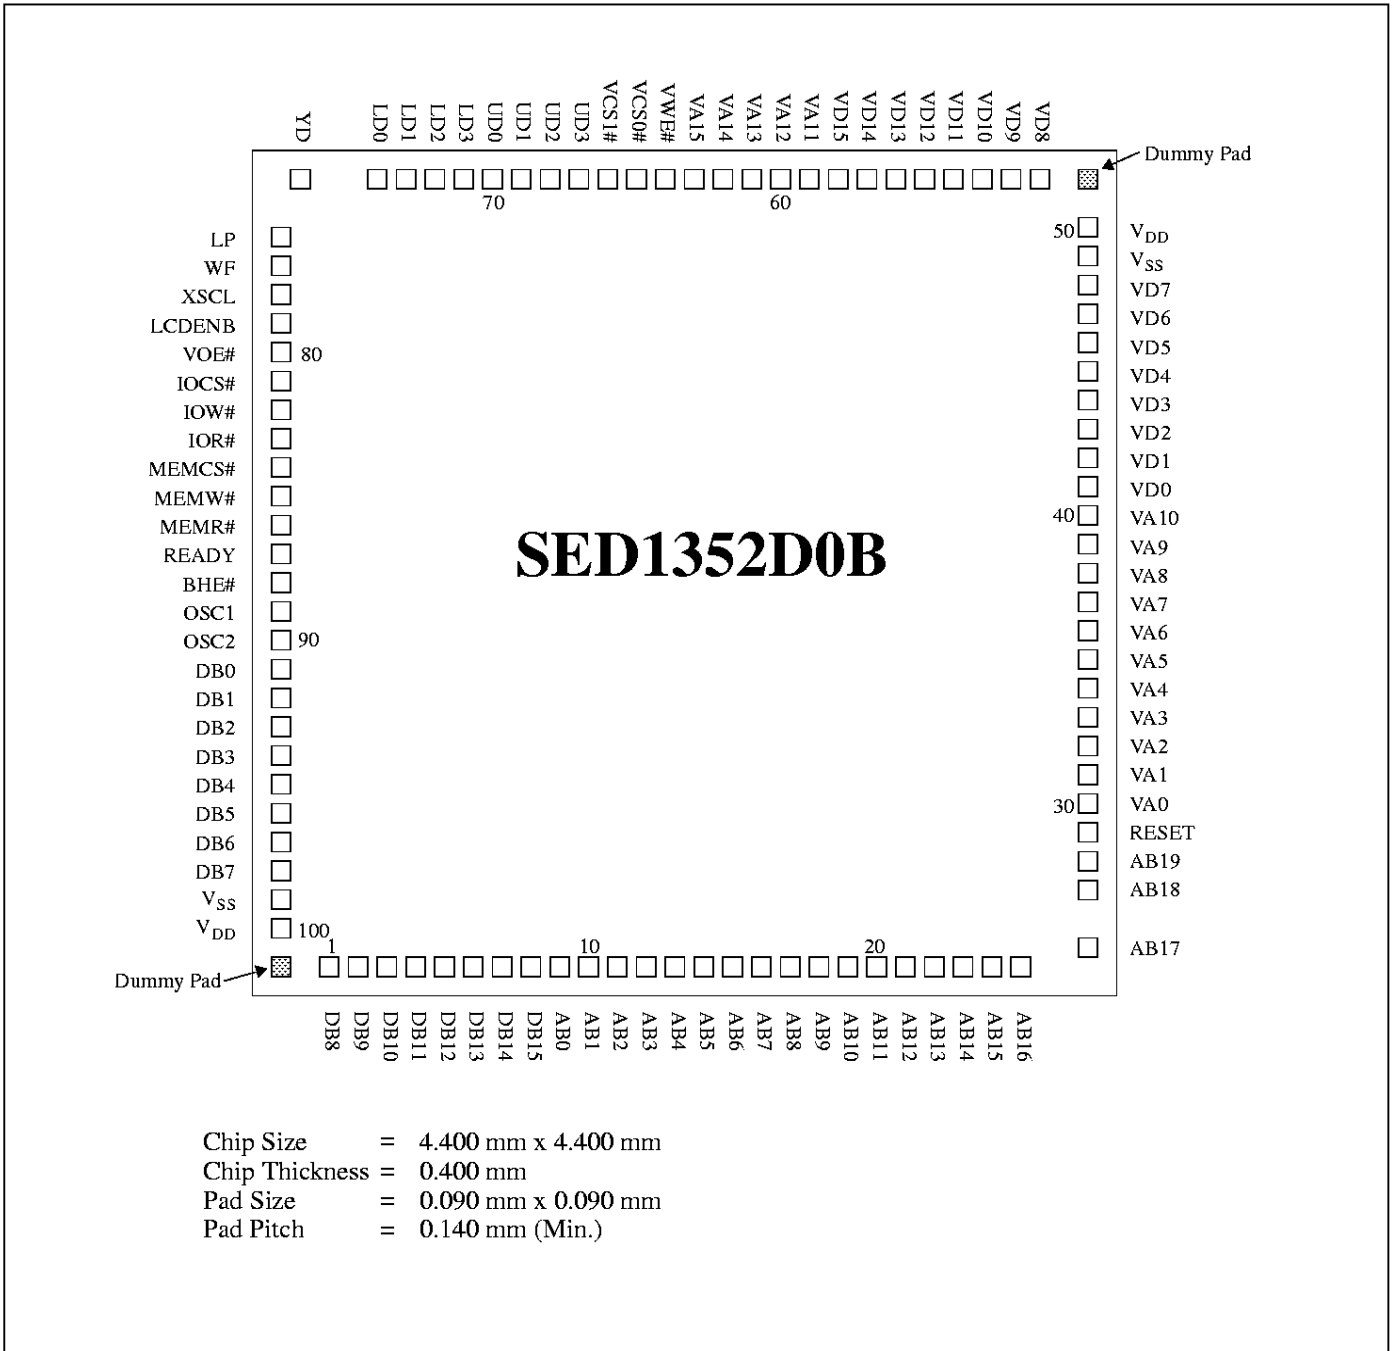 YD LD0 LD1 LD2 LD3 UD0 UD1 UD2 UD3 VCS1# VCS0# VWE# VA15 VA14 VA13 VA12 VA11 VD15 VD14 VD13 VD12 VD11 VD10 VD9 VD8
Dummy Pad
70 60
LP
WF
XSCL
LCDENB
VOE# 80
IOCS#
IOW#
IOR#
MEMCS#
MEMW#
MEMR#
READY
BHE#
OSC1
OSC2 90
DB0
DB1
DB2
DB3
DB4
DB5
DB6
DB7
VSS
VDD 100
Dummy Pad
SED1352D0B
50 VDD
VSS
VD7
VD6
VD5
VD4
VD3
VD2
VD1
VD0
40 VA10
VA9
VA8
VA7
VA6
VA5
VA4
VA3
VA2
VA1
30 VA0
RESET
AB19
AB18
AB17
1 10 20
DB8 DB9 DB10 DB11 DB12 DB13 DB14 DB15 AB0 AB1 AB2 AB3 AB4 AB5 AB6 AB7 AB8 AB9 AB10 AB11 AB12 AB13 AB14 AB15 AB16
Chip Size = 4.400 mm x 4.400 mm
Chip Thickness = 0.400 mm
Pad Size = 0.090 mm x 0.090 mm
Pad Pitch = 0.140 mm (Min.)